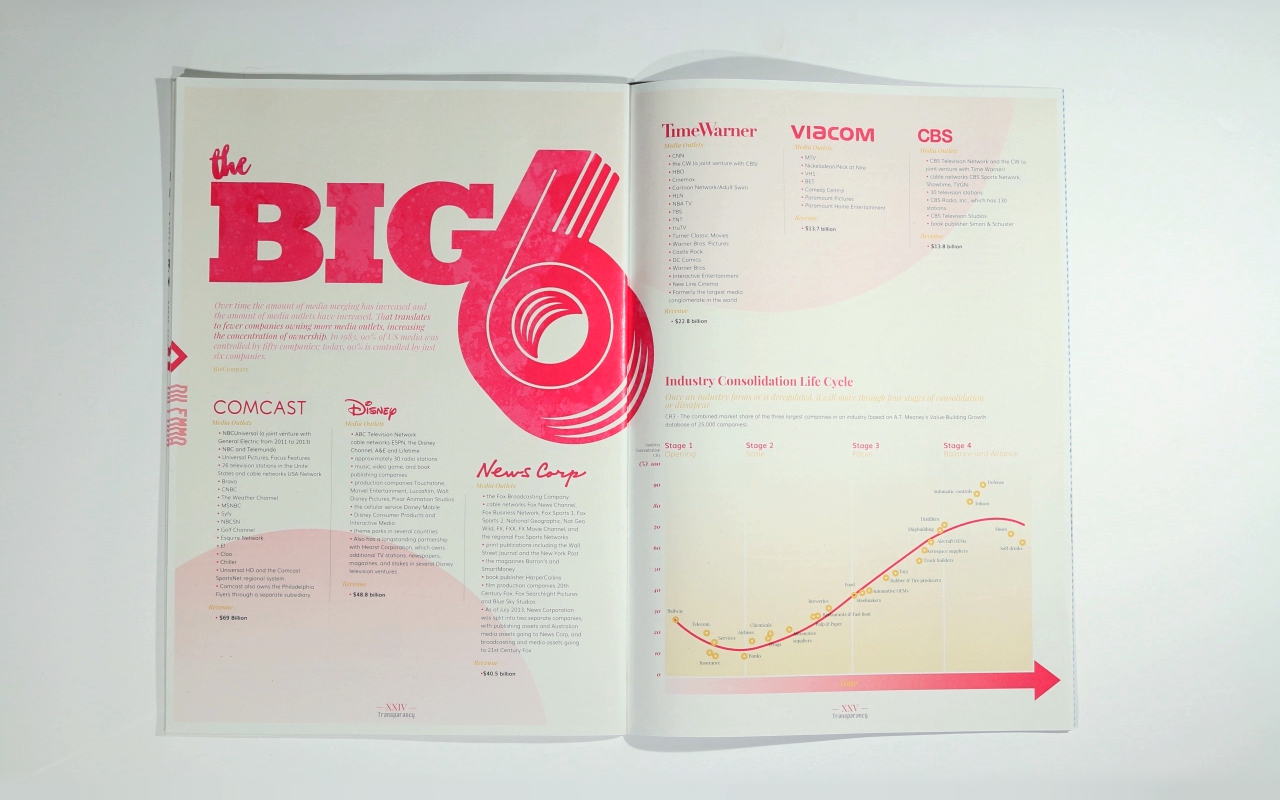 the
BIG6
Over time the amount of media merging has increased and
the amount of media outlets have increased. That translates
to fewer companies owning more media outlets, increasing
the concentration of ownership. In 1983, 90% of US media was
controlled by fifty companies; today, 90% is controlled by just
six companies.
COMCAST
Media Outlets
• NBCUniversal (a joint venture with
General Electric from 2011 to 2013)
• NBC and Telemundo
• Universal Pictures, Focus Features
• 26 television stations in the Unite
States and cable networks USA Network
• Bravo
• CNBC
• The Weather Channel
• MSNBC
• Syfy
• NBCSN
• Golf Channel
• Esquire Network
• E!
• Cloo
• Chiller
• Universal HD and the Comcast
SportsNet regional system
• Comcast also owns the Philadelphia
Flyers through a separate subsidiary
Revenue
• $69 Billion
Disney
Media Outlets
• ABC Television Network
cable networks ESPN, the Disney
Channel, A&E and Lifetime
• approximately 30 radio stations
• music, video game, and book
publishing companies
• production companies Touchstone,
Marvel Entertainment, Lucasfilm, Walt
Disney Pictures, Pixar Animation Studios
• the cellular service Disney Mobile
• Disney Consumer Products and
Interactive Media
• theme parks in several countries
• Also has a longstanding partnership
with Hearst Corporation, which owns
additional TV stations, newspapers,
magazines, and stakes in several Disney
television ventures
Revenue
• $48.8 billion
News Corp
Media Outlets
• the Fox Broadcasting Company
• cable networks Fox News Channel,
Fox Business Network, Fox Sports 1, Fox
Sports 2, National Geographic, Nat Geo
Wild, FX, FXX, FX Movie Channel, and
the regional Fox Sports Networks
• print publications including the Wall
Street Journal and the New York Post
• the magazines Barron's and
SmartMoney
• book publisher HarperCollins
• film production companies 20th
Century Fox, Fox Searchlight Pictures
and Blue Sky Studios
• As of July 2013, News Corporation
was split into two separate companies,
with publishing assets and Australian
media assets going to News Corp, and
broadcasting and media assets going
to 21st Century Fox
Revenue
• $40.5 billion
— XXIV —
Transparency
TimeWarner
Media Outlets
• CNN
• the CW (a joint venture with CBS)
• HBO
• Cinemax
• Cartoon Network/Adult Swim
• HLN
• NBA TV
• TBS
• TNT
• truTV
• Turner Classic Movies
• Warner Bros. Pictures
• Castle Rock
• DC Comics
• Warner Bros.
• Interactive Entertainment
• New Line Cinema
• Formerly the largest media
conglomerate in the world
Revenue
• $22.8 billion
VIACOM
Media Outlets
• MTV
• Nickelodeon/Nick at Nite
• VH1
• BET
• Comedy Central
• Paramount Pictures
• Paramount Home Entertainment
Revenue
• $13.7 billion
CBS
Media Outlets
• CBS Television Network and the CW (a
joint venture with Time Warner)
• cable networks CBS Sports Network,
Showtime, TVGN
• 30 television stations
• CBS Radio, Inc., which has 130
stations
• CBS Television Studios
• book publisher Simon & Schuster
Revenue
• $13.8 billion
Industry Consolidation Life Cycle
Once an industry forms or is deregulated, it will move through four stages of consolidation
or disappear
CR3 - The combined market share of the three largest companies in an industry (based on A.T. Kearney's Value-Building Growth
database of 25,000 companies).
Stage 1
Opening
Stage 2
Scale
Stage 3
Focus
Stage 4
Balance and Alliance
(%) 100
90
80
70
60
50
40
30
20
10
0
Railway
Telecom
Services
Insurance
Banks
Airlines
Chemicals
Drugs
Automotive
suppliers
Breweries
Restaurants & Fast food
Pulp & Paper
Food
Steelmakers
Automotive OEMs
Rubber & Tire producers
Toys
Truck builders
Aerospace suppliers
Aircraft OEMs
Shipbuilding
Distillers
Tobacco
Automatic controls
Defense
Shoes
Soft drinks
— XXV —
Transparency